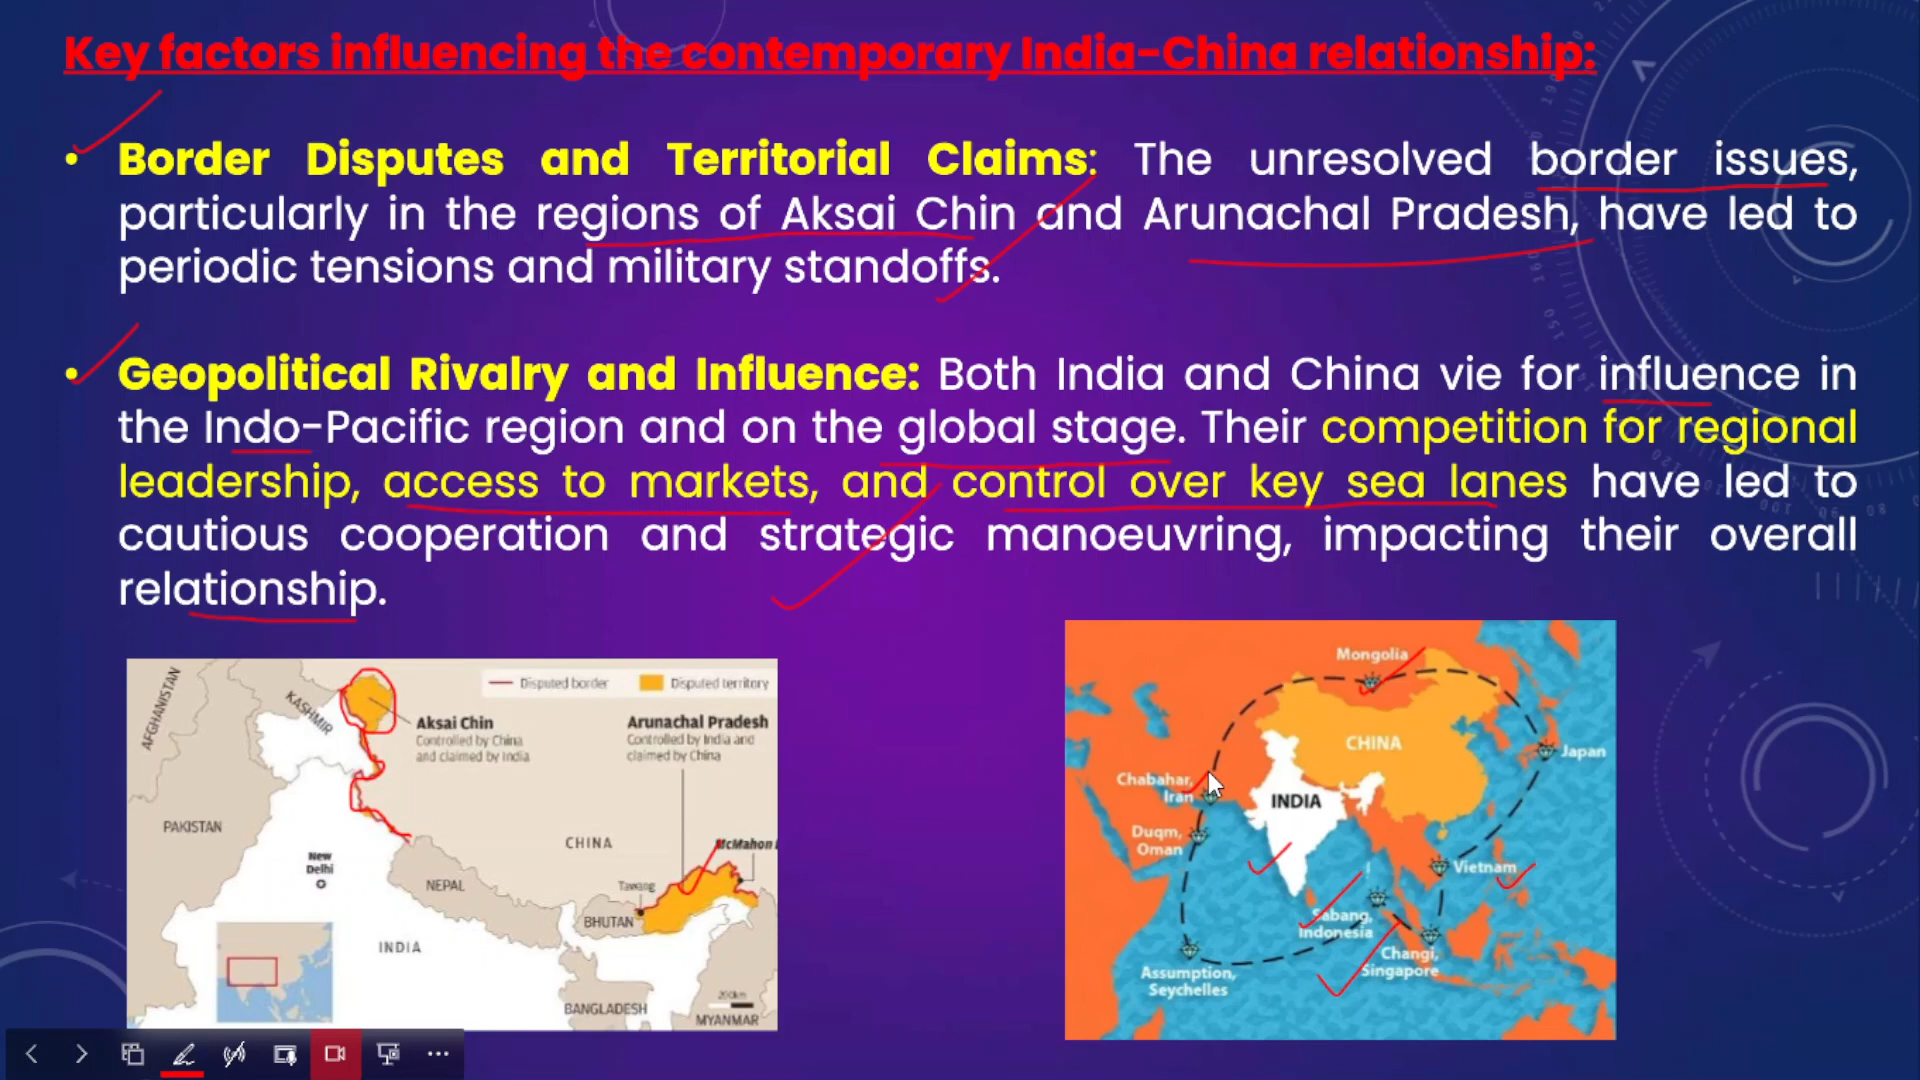 Key factors influencing the contemporary India-China relationship:
• Border Disputes and Territorial Claims: The unresolved border issues,
particularly in the regions of Aksai Chin and Arunachal Pradesh, have led to
periodic tensions and military standoffs.
• Geopolitical Rivalry and Influence: Both India and China vie for influence in
the Indo-Pacific region and on the global stage. Their competition for regional
leadership, access to markets, and control over key sea lanes have led to
cautious cooperation and strategic manoeuvring, impacting their overall
relationship.
AFGHANISTAN
KASHMIR
Disputed border
Disputed territory
Aksai Chin
Controlled by China
and claimed by India
Arunachal Pradesh
Controlled by India and
claimed by China
PAKISTAN
New
Delhi
CHINA
McMahon
NEPAL
Tawang
BHUTAN
INDIA
BANGLADESH
200km
MYANMAR
Mongolia
CHINA
Japan
Chabahar,
Iran
INDIA
Duqm,
Oman
Vietnam
Sabang,
Indonesia
Changi,
Singapore
Assumption,
Seychelles